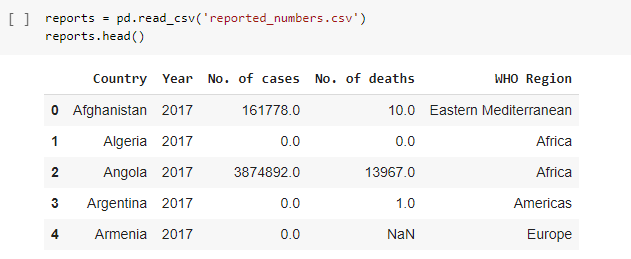 [ ] reports = pd.read_csv('reported_numbers.csv')
reports.head()
Country Year No. of cases No. of deaths WHO Region
0 Afghanistan 2017 161778.0 10.0 Eastern Mediterranean
1 Algeria 2017 0.0 0.0 Africa
2 Angola 2017 3874892.0 13967.0 Africa
3 Argentina 2017 0.0 1.0 Americas
4 Armenia 2017 0.0 NaN Europe